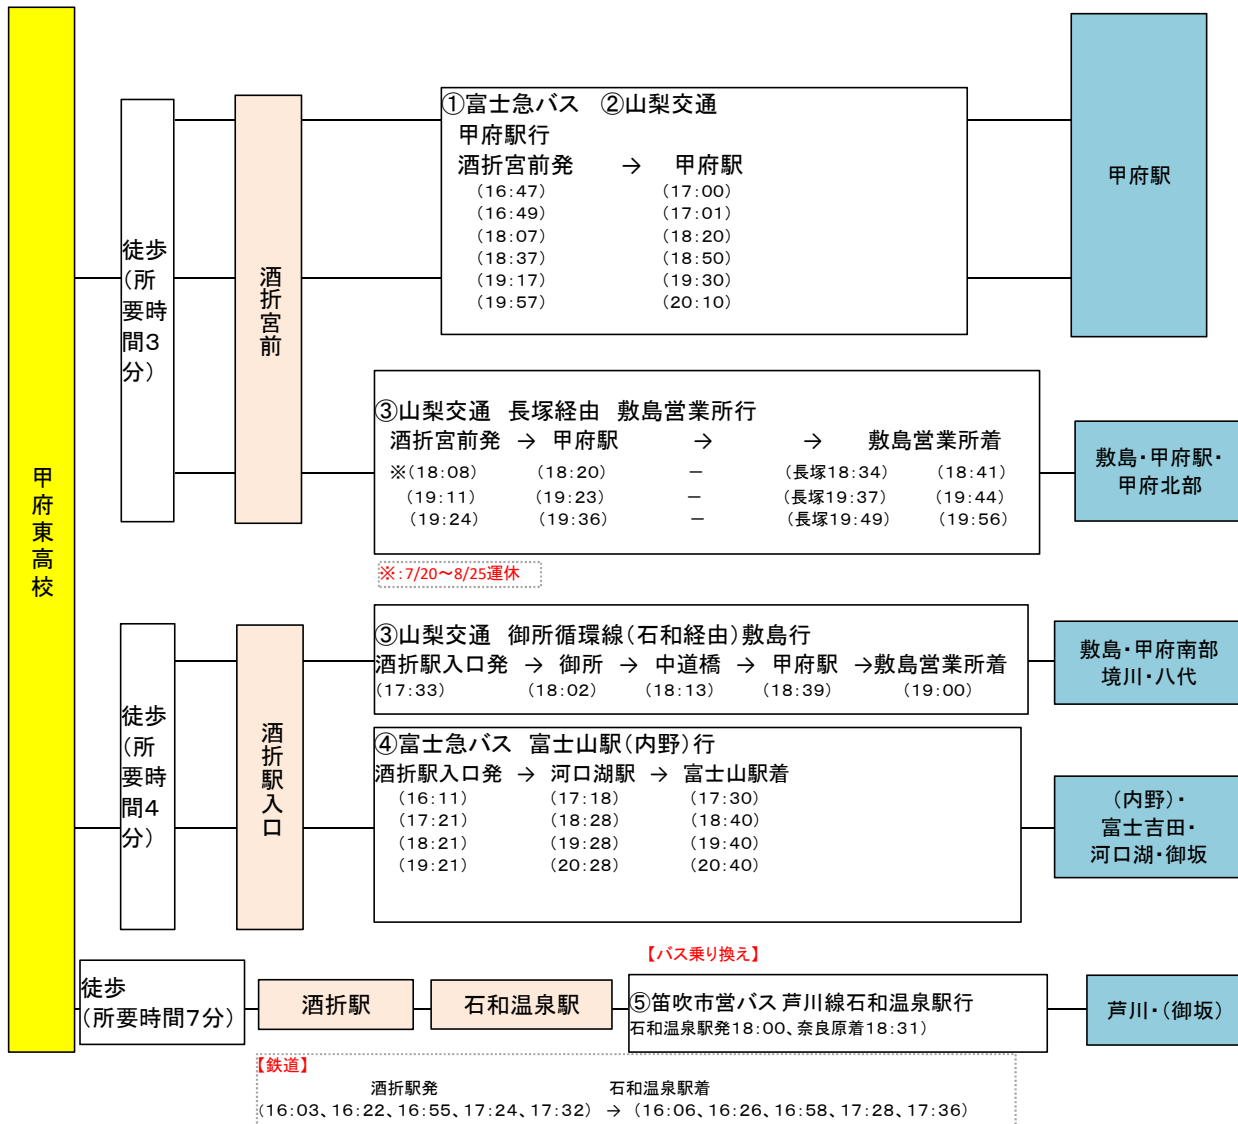 甲府東高校
徒歩
(所
要時
間3
分)
酒折宮前
①富士急バス　②山梨交通
甲府駅行
酒折宮前発　→　甲府駅
(16:47)　(17:00)
(16:49)　(17:01)
(18:07)　(18:20)
(18:37)　(18:50)
(19:17)　(19:30)
(19:57)　(20:10)
甲府駅
③山梨交通　長塚経由　敷島営業所行
酒折宮前発　→　甲府駅　→　→　敷島営業所着
※(18:08)　(18:20)　－　(長塚18:34)　(18:41)
(19:11)　(19:23)　－　(長塚19:37)　(19:44)
(19:24)　(19:36)　－　(長塚19:49)　(19:56)
※:7/20～8/25運休
敷島・甲府駅・
甲府北部
徒歩
(所
要時
間4
分)
酒折駅入口
③山梨交通　御所循環線(石和経由)敷島行
酒折駅入口発　→　御所　→　中道橋　→　甲府駅　→敷島営業所着
(17:33)　(18:02)　(18:13)　(18:39)　(19:00)
敷島・甲府南部
境川・八代
④富士急バス　富士山駅(内野)行
酒折駅入口発　→　河口湖駅　→　富士山駅着
(16:11)　(17:18)　(17:30)
(17:21)　(18:28)　(18:40)
(18:21)　(19:28)　(19:40)
(19:21)　(20:28)　(20:40)
(内野)・
富士吉田・
河口湖・御坂
徒歩
(所要時間7分)
酒折駅
石和温泉駅
【バス乗り換え】
⑤笛吹市営バス 芦川線石和温泉駅行
石和温泉駅発18:00、奈良原着18:31)
芦川・(御坂)
【鉄道】
酒折駅発　石和温泉駅着
(16:03、16:22、16:55、17:24、17:32)　→　(16:06、16:26、16:58、17:28、17:36)